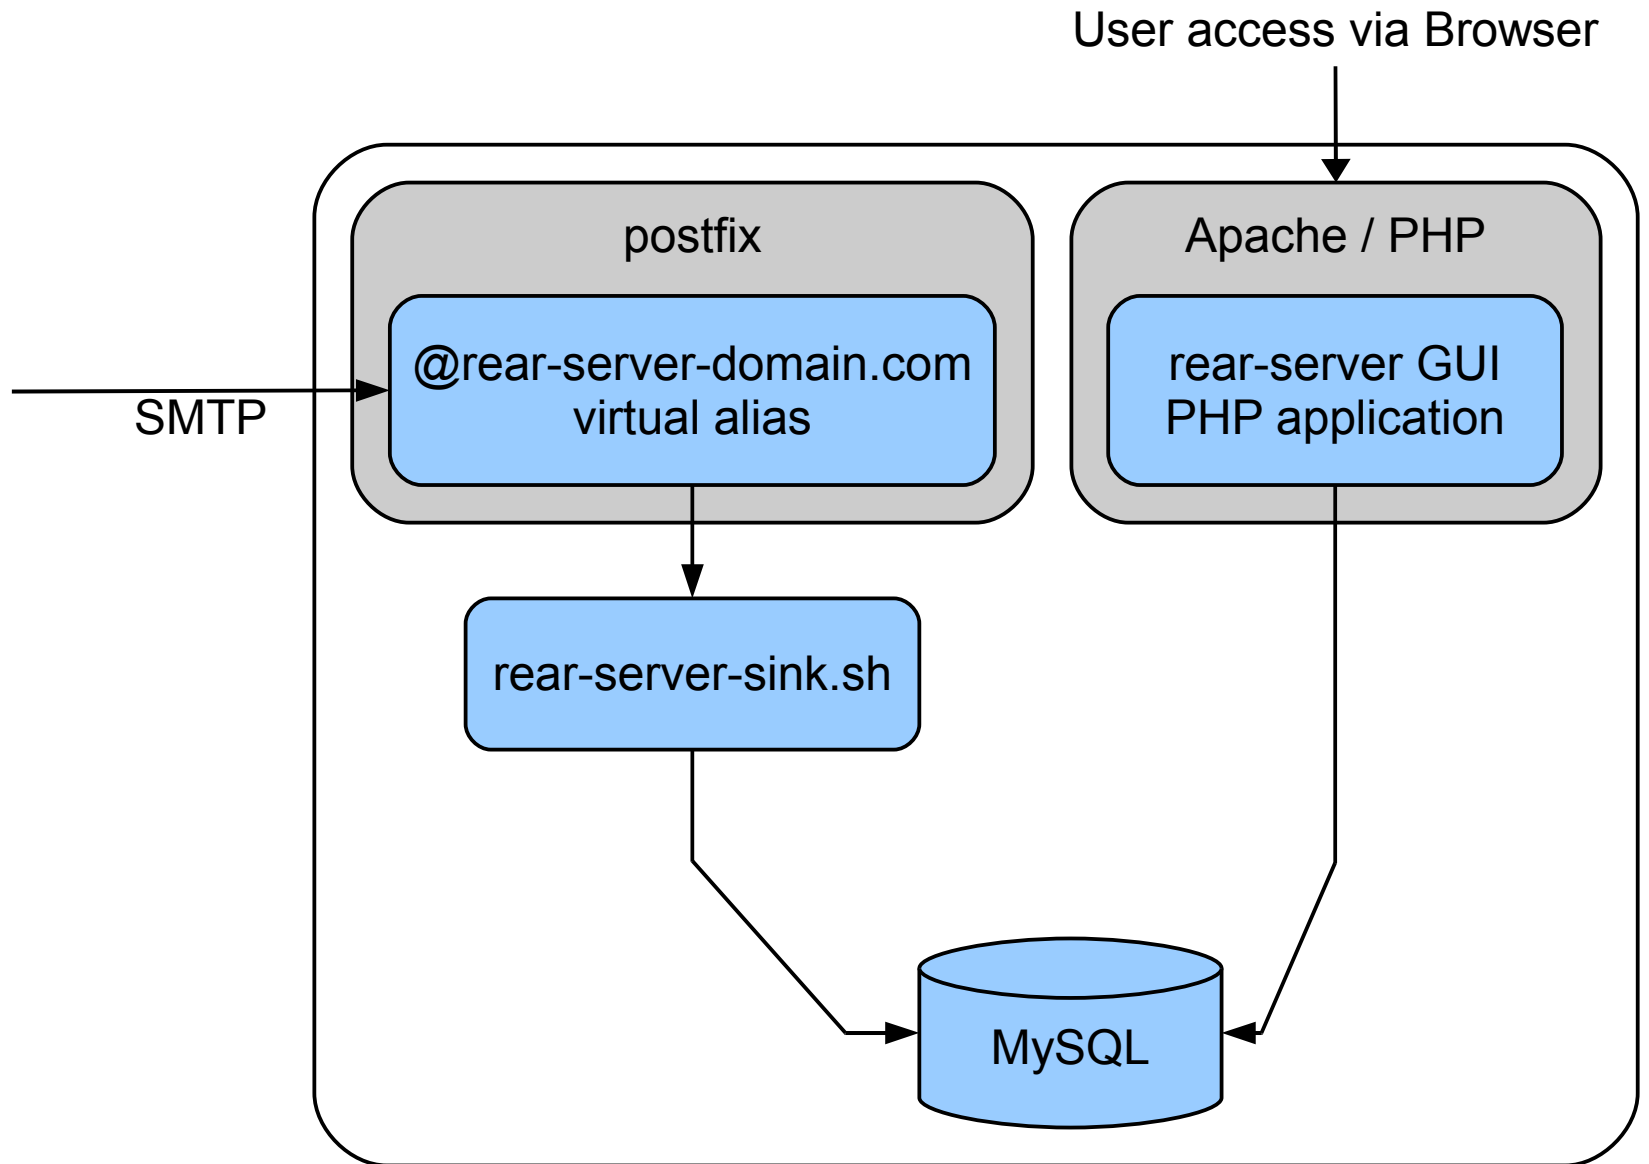 User access via Browser
postfix
Apache / PHP
@rear-server-domain.com
virtual alias
rear-server GUI
PHP application
SMTP
rear-server-sink.sh
MySQL